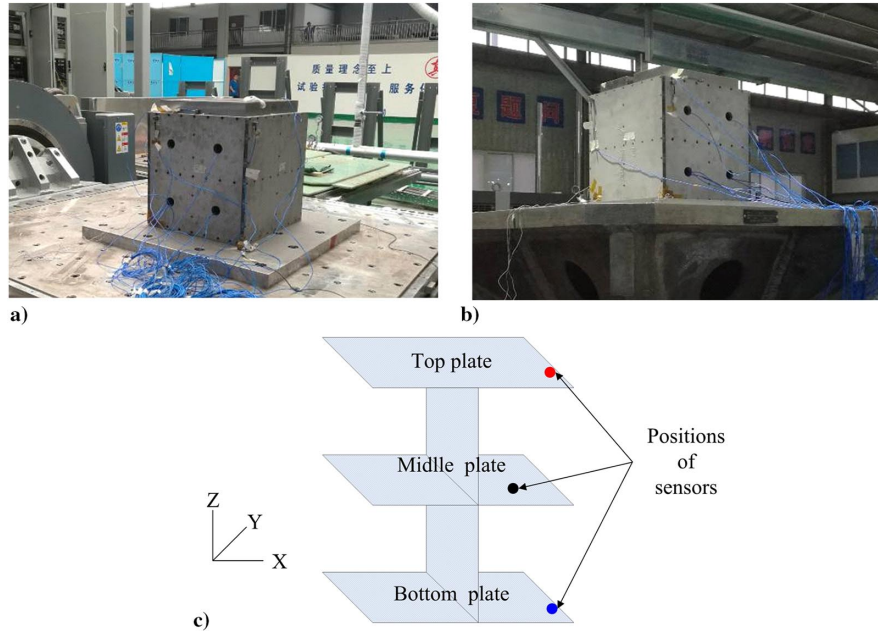 质量理念至上
试验
服务
a)
b)
Top plate
Midlle plate
Bottom plate
Positions
of
sensors
Z
Y
X
c)